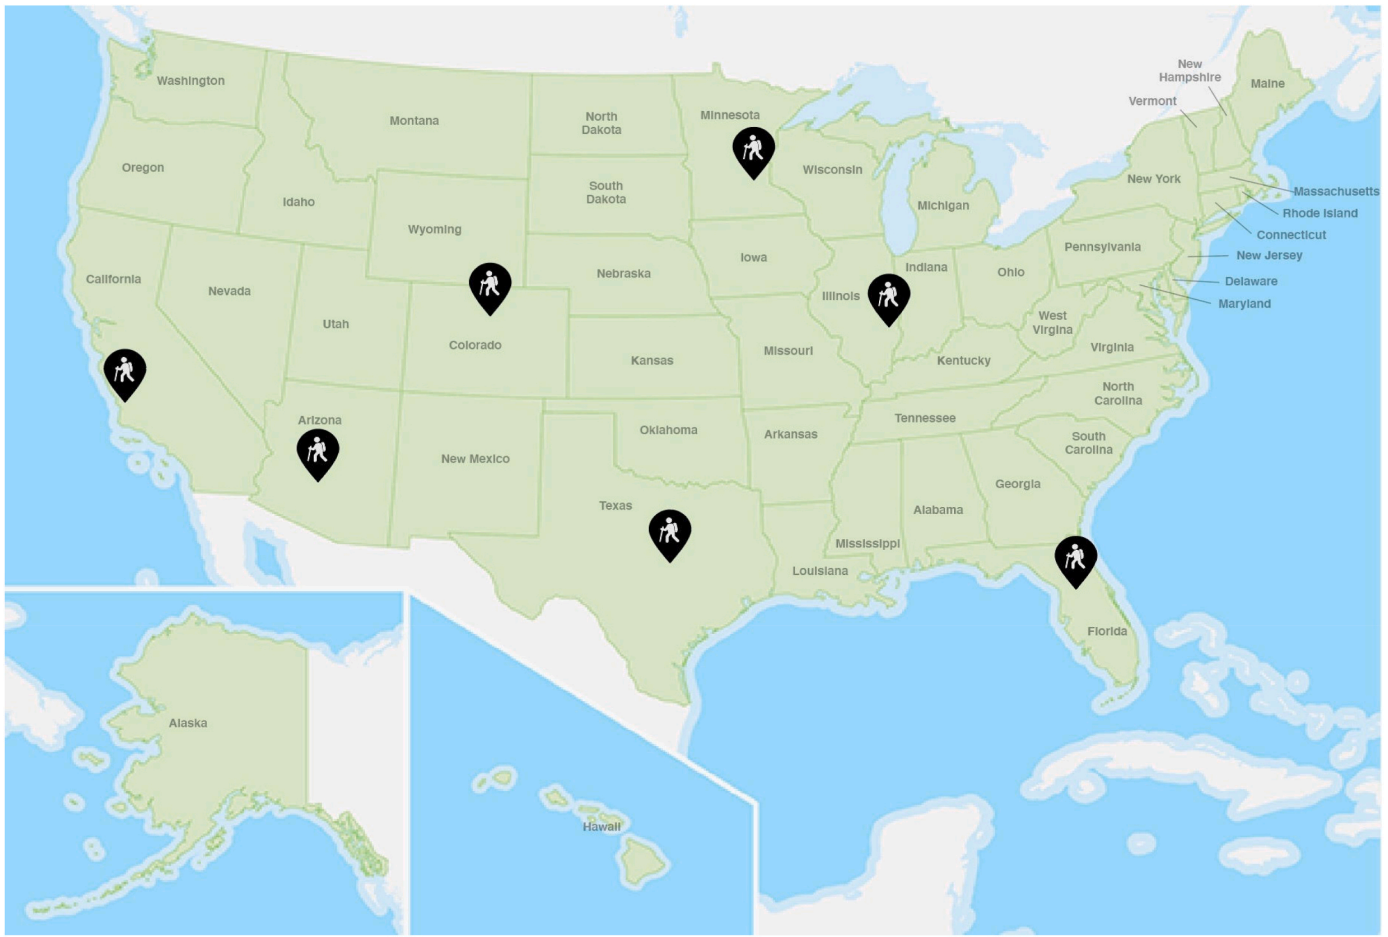 Washington
Montana
North
Dakota
Minnesota
New
Hampshire
Vermont
Maine
Oregon
Idaho
South
Dakota
Wisconsin
Michigan
New York
Massachusetts
Rhode Island
Connecticut
Wyoming
Iowa
Nebraska
Pennsylvania
New Jersey
California
Nevada
Utah
Colorado
Kansas
Missouri
Illinois
Indiana
Ohio
Delaware
Maryland
West
Virgina
Virginia
Kentucky
North
Carolina
Tennessee
South
Carolina
Arizona
New Mexico
Oklahoma
Arkansas
Texas
Georgia
Alabama
Mississippi
Louisiana
Florida
Alaska
Hawaii